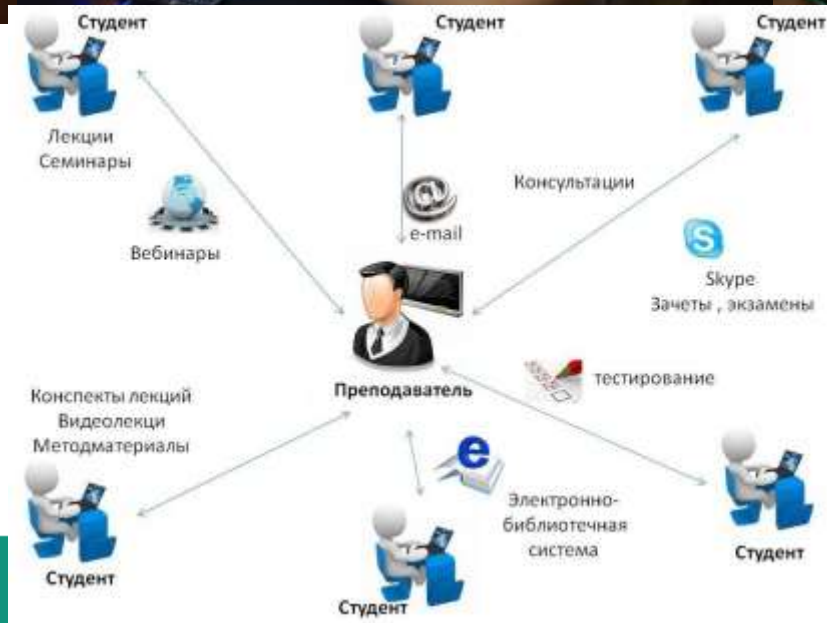 Студент
Студент
Студент
Лекции
Семинары
Вебинары
@
e-mail
Консультации
S
Skype
Зачеты , экзамены
Преподаватель
тестирование
Конспекты лекций
Видеолекци
Методматериалы
e
Электронно-
библиотечная
система
Студент
Студент
Студент